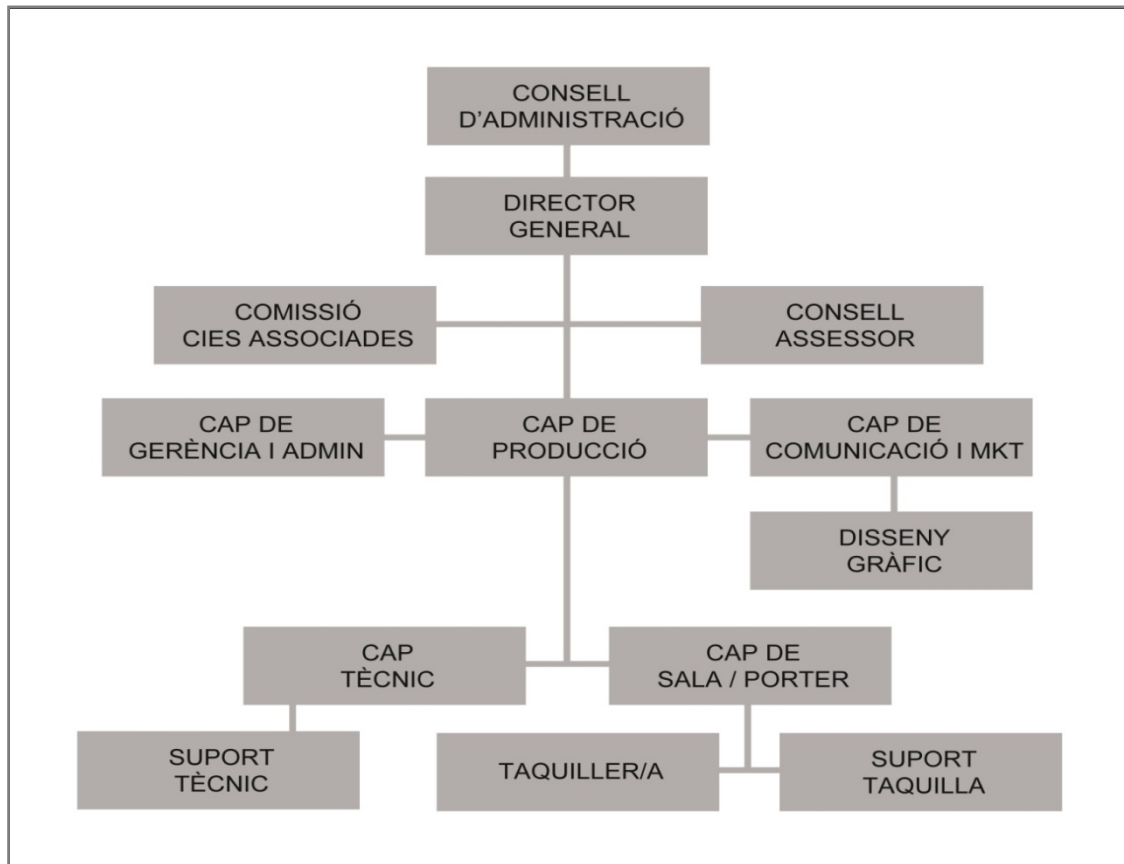 CONSELL
D'ADMINISTRACIÓ
DIRECTOR
GENERAL
COMISSIÓ
CIES ASSOCIADES
CONSELL
ASSESSOR
CAP DE
GERÈNCIA I ADMIN
CAP DE
PRODUCCIÓ
CAP DE
COMUNICACIÓ I MKT
DISSENY
GRÀFIC
CAP
TÈCNIC
CAP DE
SALA / PORTER
SUPORT
TÈCNIC
TAQUILLER/A
SUPORT
TAQUILLA